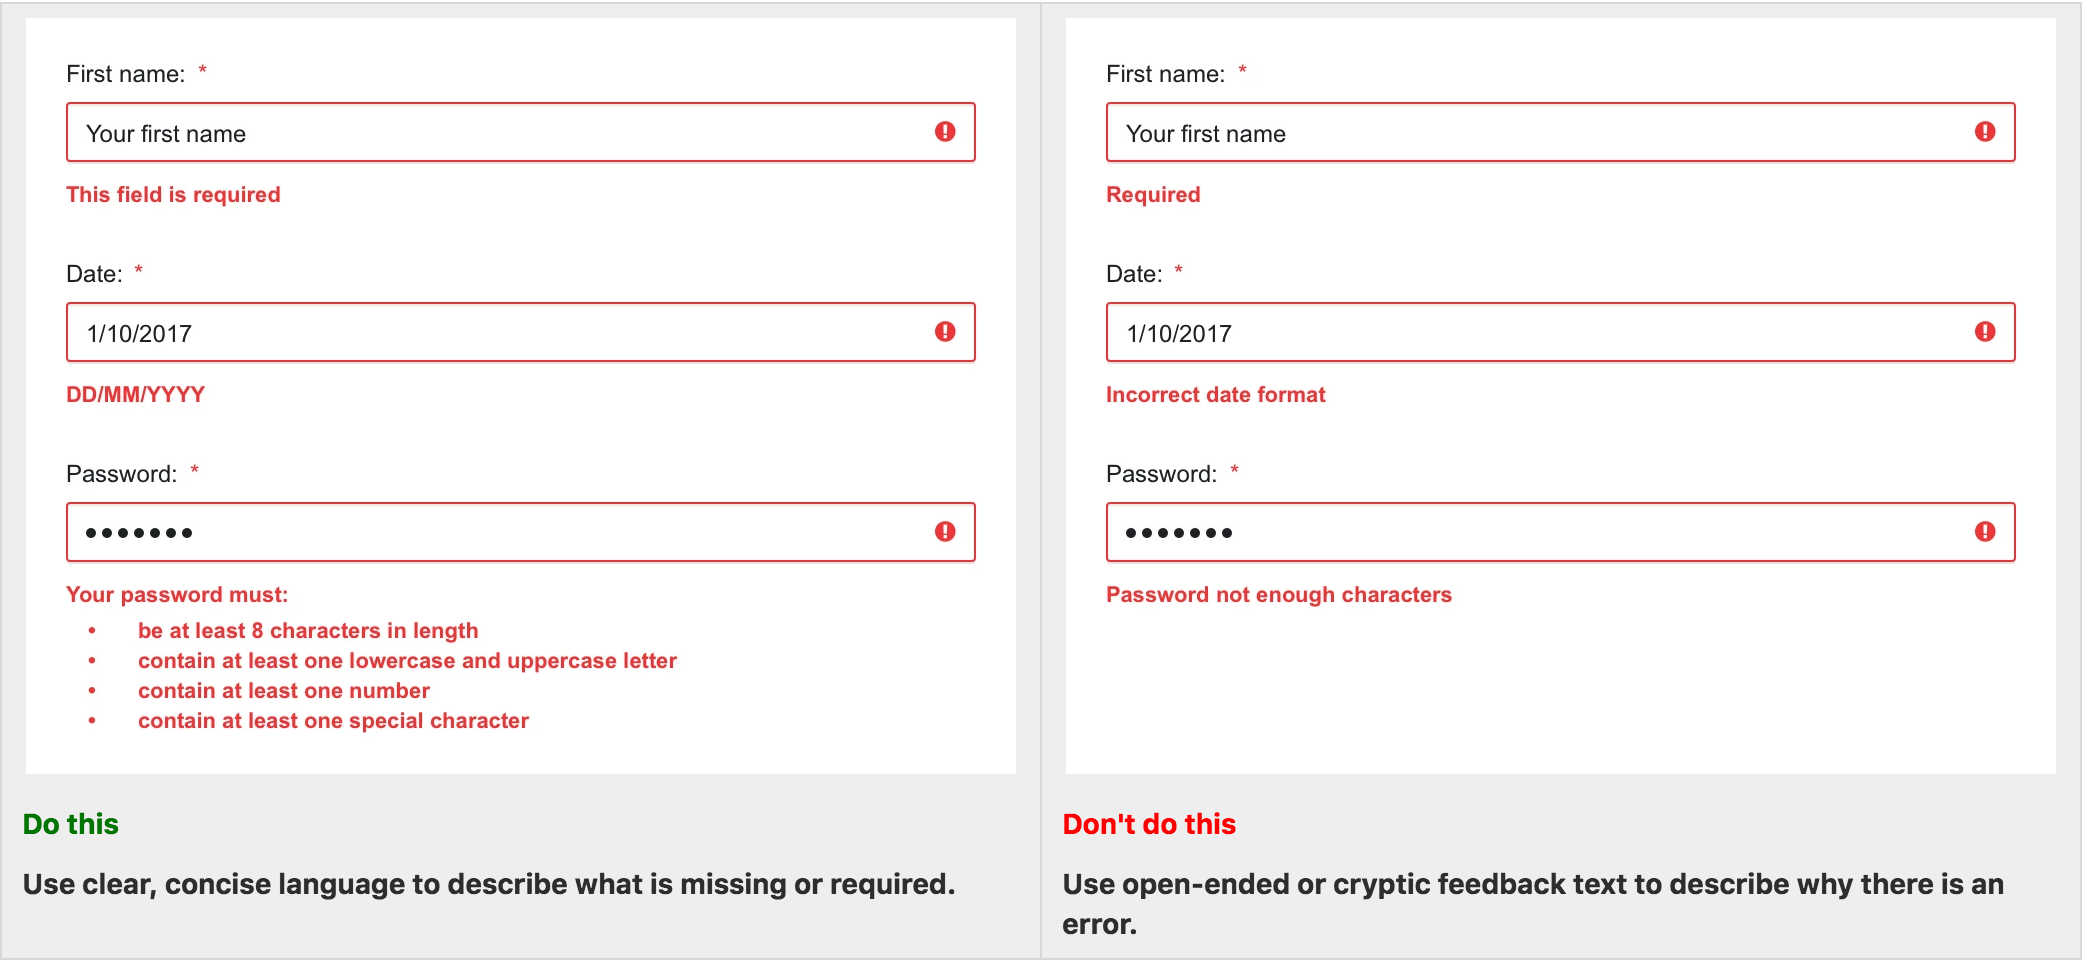 First name: *
Your first name
This field is required
Date: *
1/10/2017
DD/MM/YYYY
Password: *
•••••••
Your password must:
• be at least 8 characters in length
• contain at least one lowercase and uppercase letter
• contain at least one number
• contain at least one special character
Do this
Use clear, concise language to describe what is missing or required.
First name: *
Your first name
Required
Date: *
1/10/2017
Incorrect date format
Password: *
•••••••
Password not enough characters
Don't do this
Use open-ended or cryptic feedback text to describe why there is an
error.